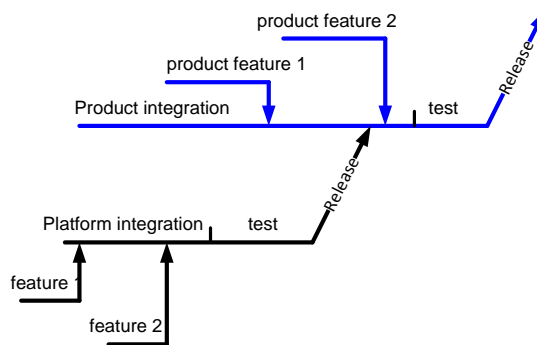 product feature 2
product feature 1
Release
Product integration
test
Release
Platform integration
test
feature 1
feature 2